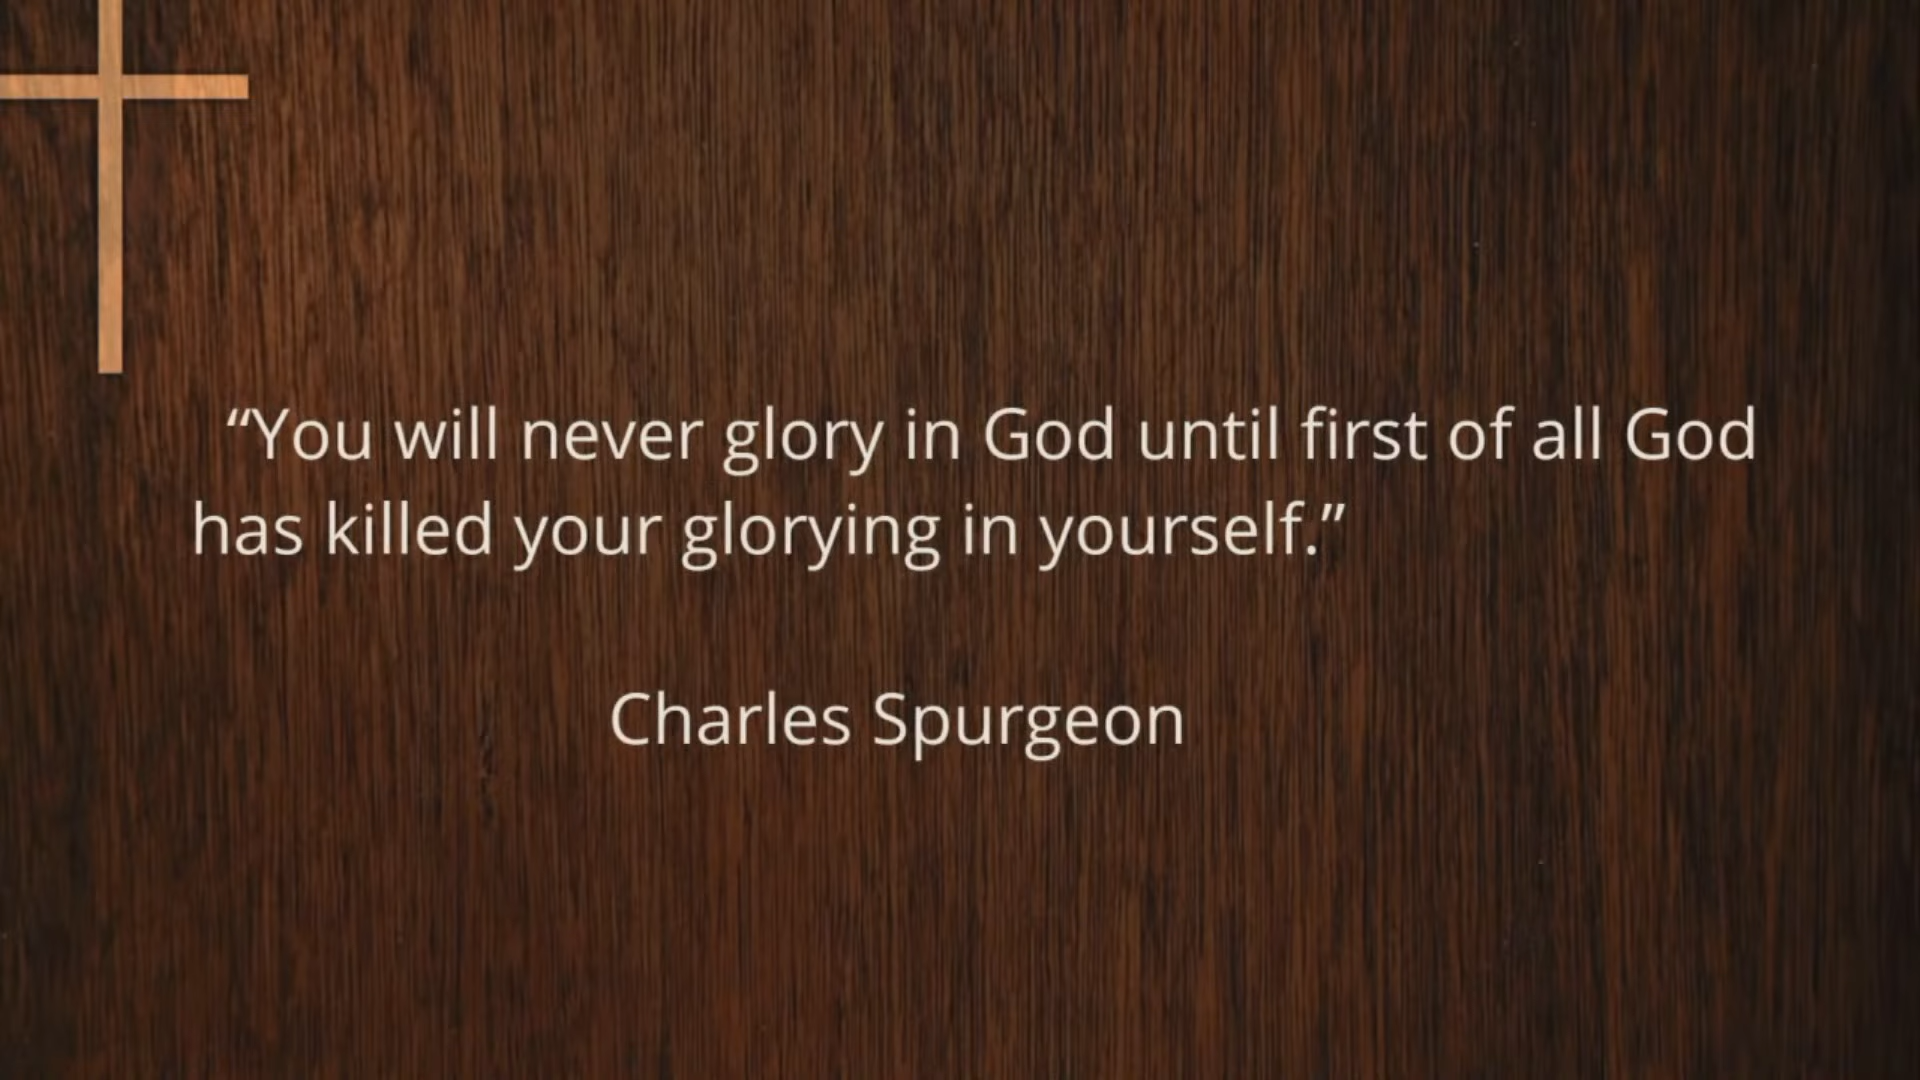 “You will never glory in God until first of all God
has killed your glorying in yourself.”
Charles Spurgeon